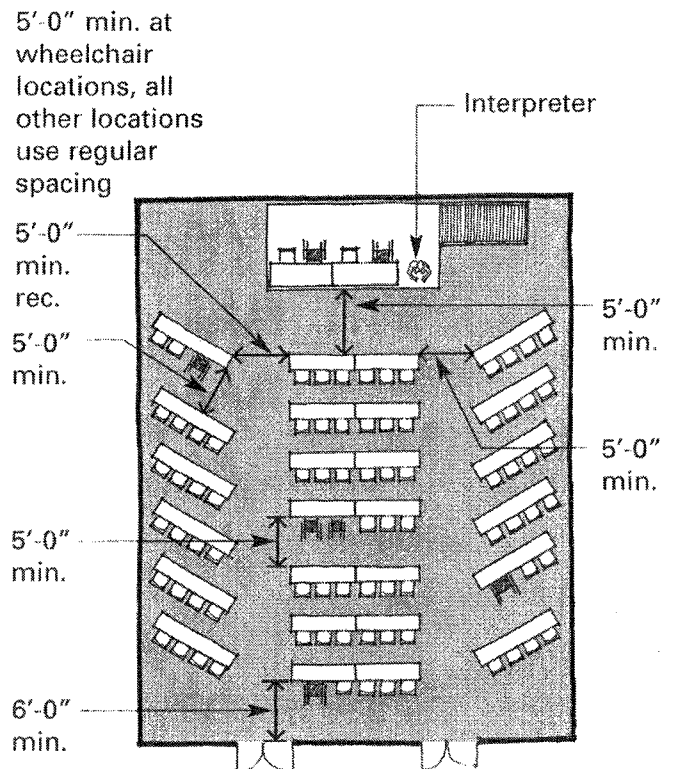 5'-0" min. at
wheelchair
locations, all
other locations
use regular
spacing
Interpreter
5'-0"
min.
rec.
5'-0"
min.
5'-0"
min.
5'-0"
min.
5'-0"
min.
6'-0"
min.